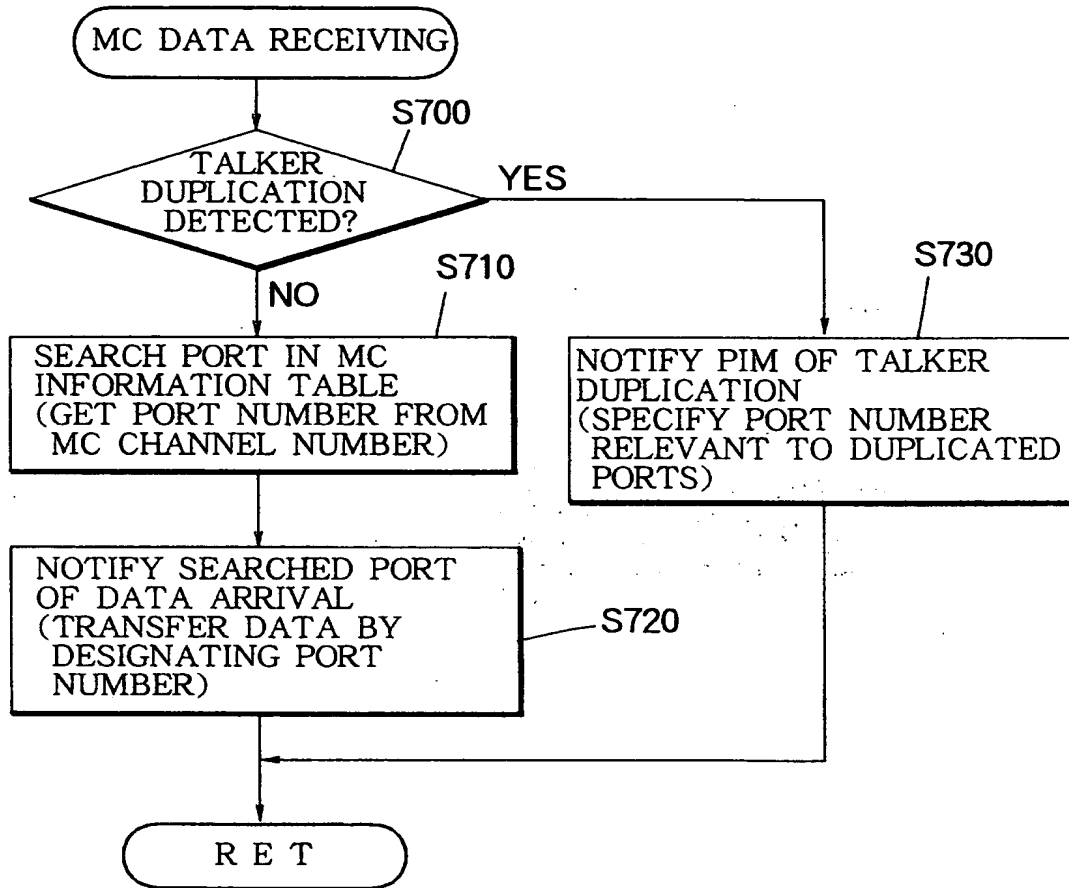 MC DATA RECEIVING
S700
TALKER
DUPLICATION
DETECTED?
YES
NO
S710
SEARCH PORT IN MC
INFORMATION TABLE
(GET PORT NUMBER FROM
MC CHANNEL NUMBER)
S730
NOTIFY PIM OF TALKER
DUPLICATION
(SPECIFY PORT NUMBER
RELEVANT TO DUPLICATED
PORTS)
NOTIFY SEARCHED PORT
OF DATA ARRIVAL
(TRANSFER DATA BY
DESIGNATING PORT
NUMBER)
S720
R E T